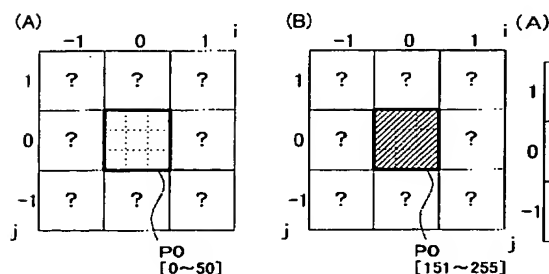 (A)
-1 0 1 i
1 ? ? ?
0 ? ?
-1 ? ? ?
j
P0
[0~50]
(B)
-1 0 1 i
1 ? ? ?
0 ? ?
-1 ? ? ?
j
P0
[151~255]
(A)
1
0
-1
j